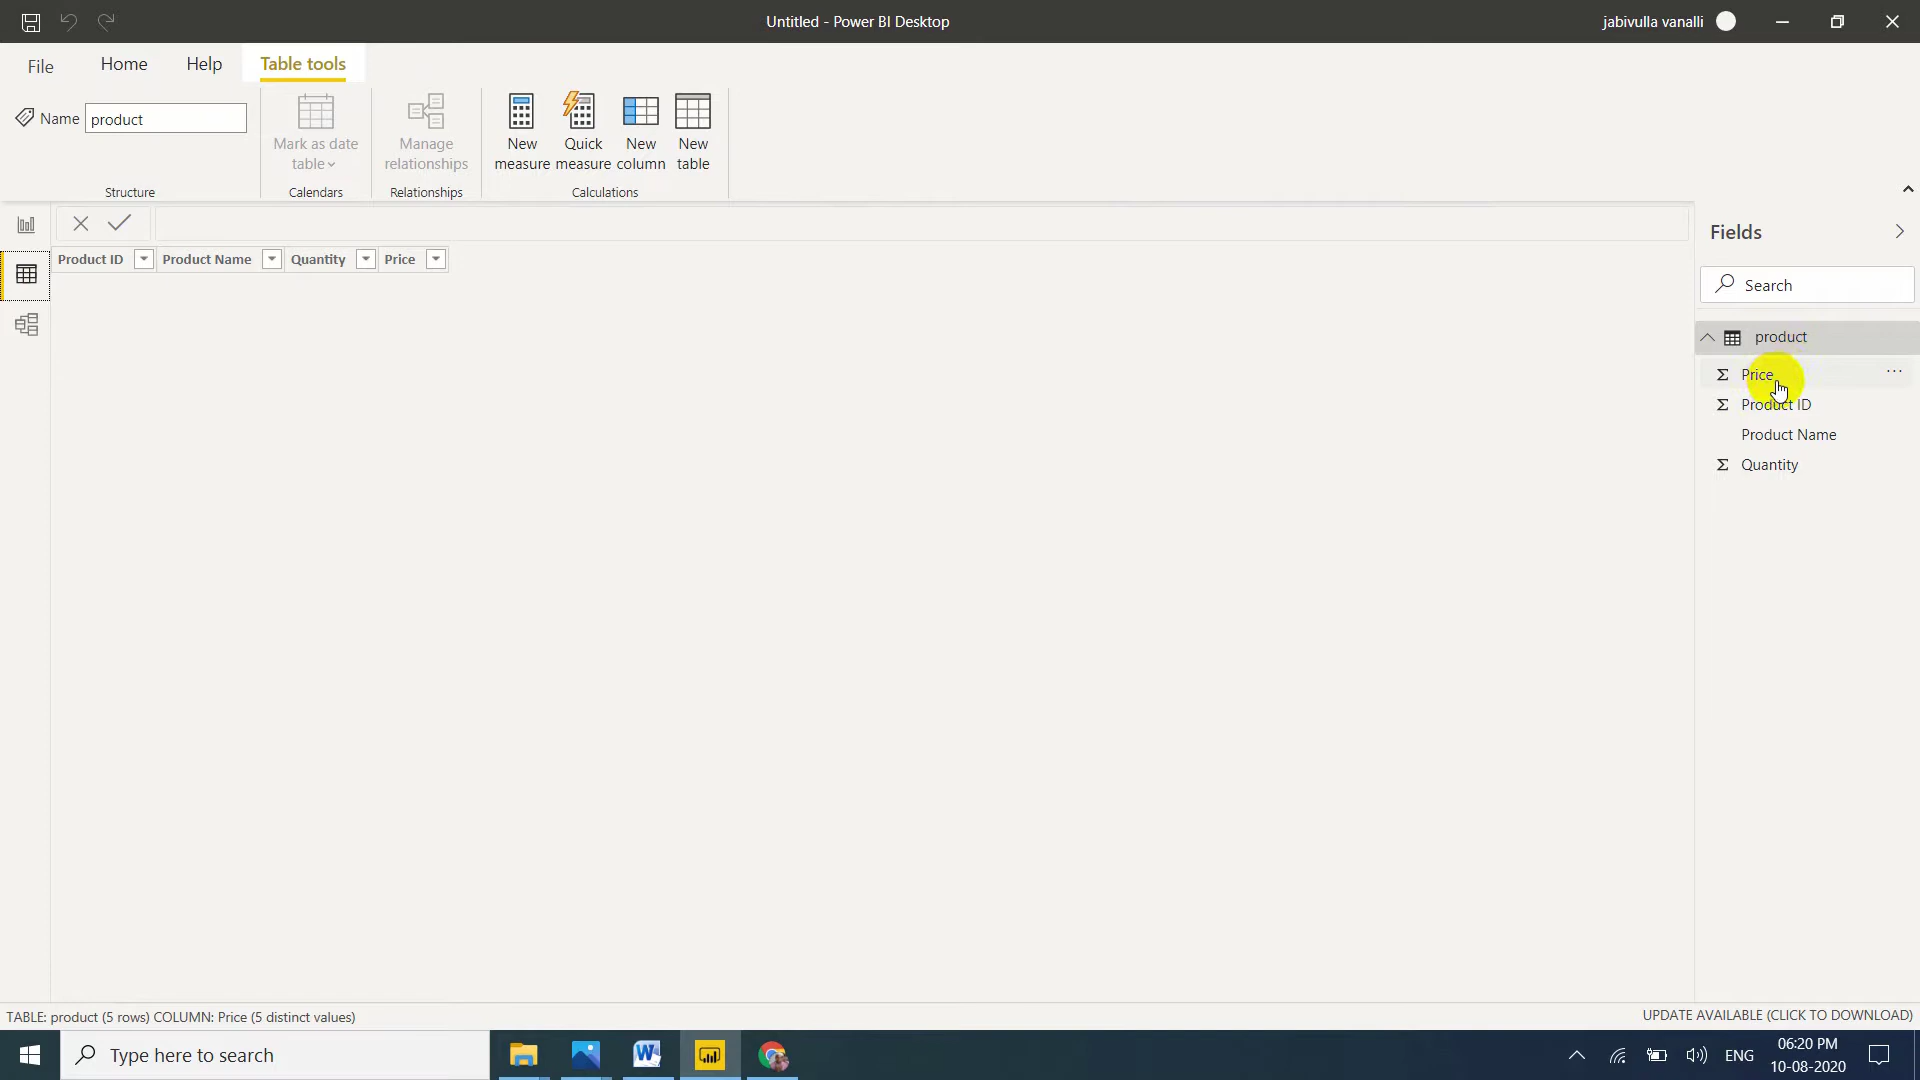 Untitled - Power BI Desktop
jabivulla vanalli
File
Home
Help
Table tools
Name
product
Mark as date
table
Manage
relationships
New
measure
Quick
measure
New
column
New
table
Structure
Calendars
Relationships
Calculations
Product ID
Product Name
Quantity
Price
Fields
Search
product
Price
Product ID
Product Name
Quantity
TABLE: product (5 rows) COLUMN: Price (5 distinct values)
UPDATE AVAILABLE (CLICK TO DOWNLOAD)
Type here to search
ENG
06:20 PM
10-08-2020